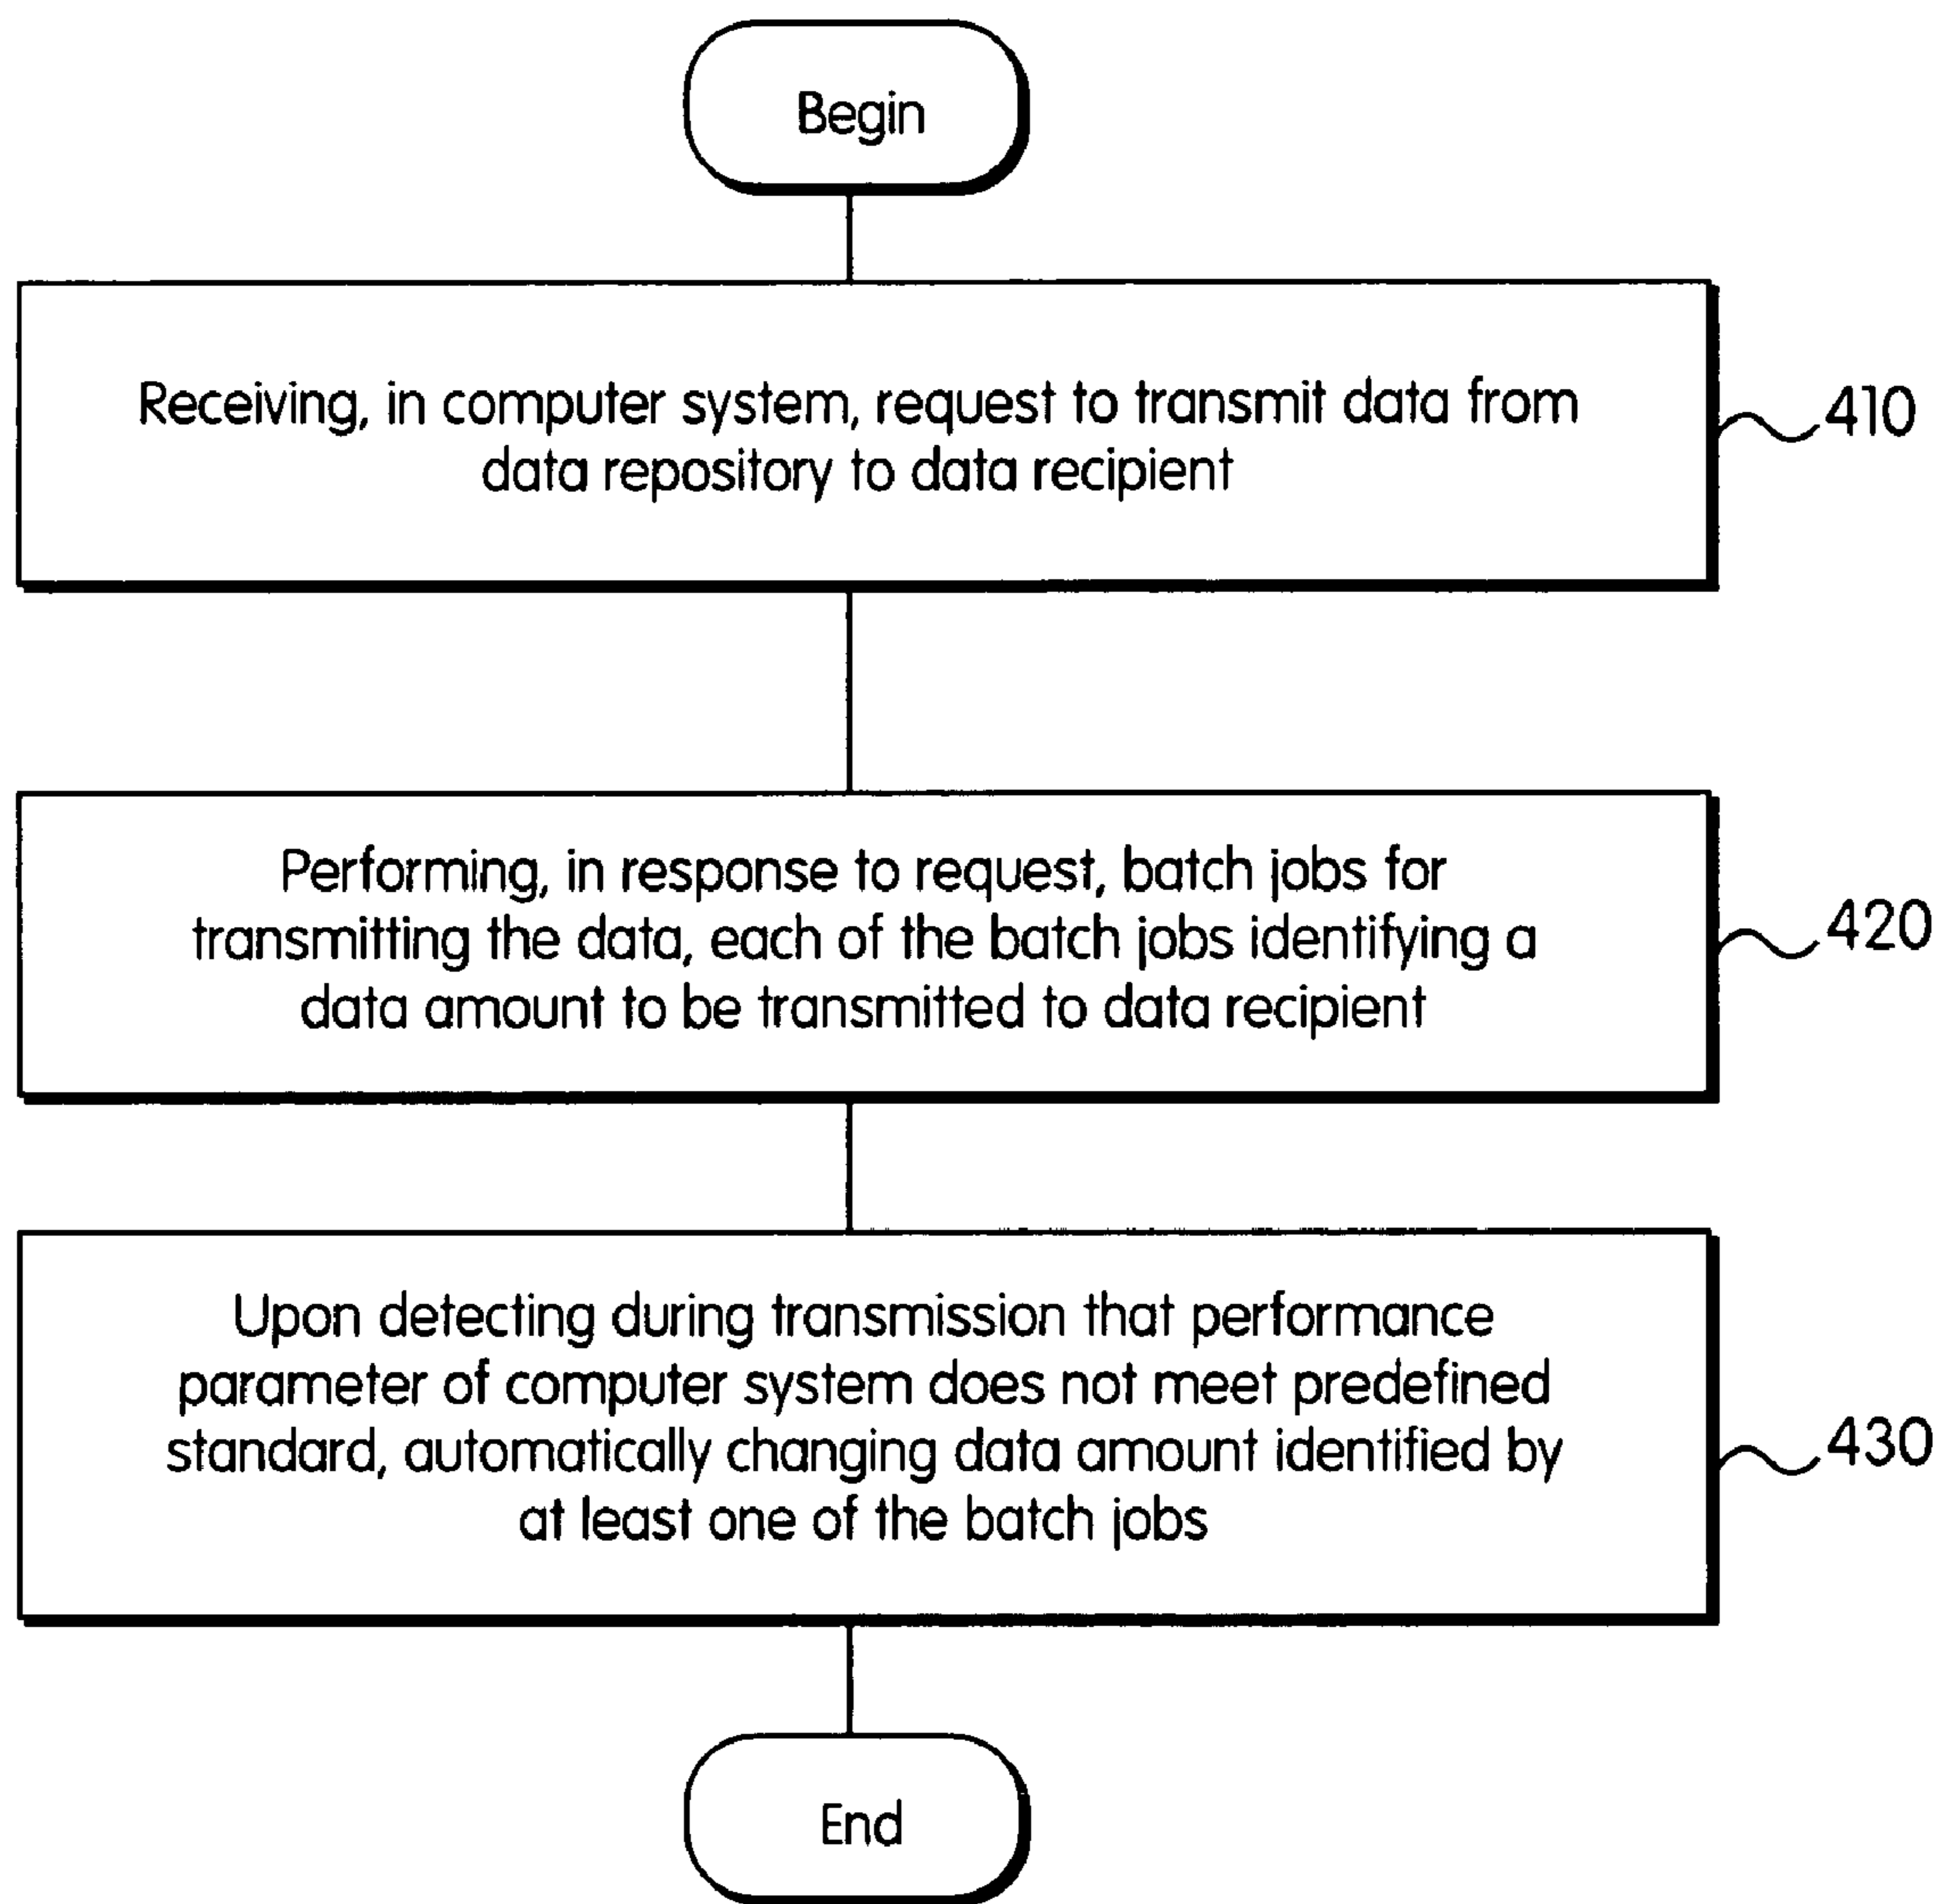 Begin
Receiving, in computer system, request to transmit data from
data repository to data recipient
410
Performing, in response to request, batch jobs for
transmitting the data, each of the batch jobs identifying a
data amount to be transmitted to data recipient
420
Upon detecting during transmission that performance
parameter of computer system does not meet predefined
standard, automatically changing data amount identified by
at least one of the batch jobs
430
End